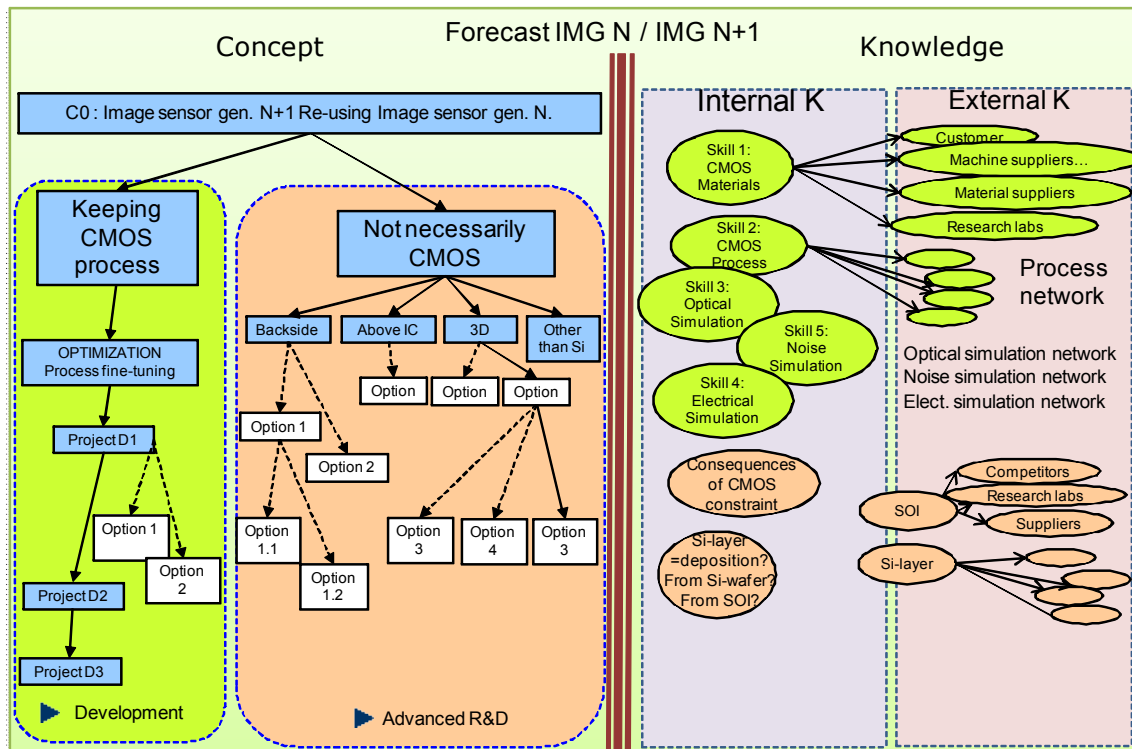 Forecast IMG N / IMG N+1
Concept
C0 : Image sensor gen. N+1 Re-using Image sensor gen. N.
Keeping
CMOS
process
OPTIMIZATION
Process fine-tuning
Project D1
Option 1
Option
2
Project D2
Project D3
Development
Not necessarily
CMOS
Backside
Above IC
3D
Other
than Si
Option
Option
Option
Option 1
Option 2
Option
1.1
Option
1.2
Option
3
Option
4
Option
3
Advanced R&D
Knowledge
Internal K
Skill 1:
CMOS
Materials
Skill 2:
CMOS
Process
Skill 3:
Optical
Simulation
Skill 5:
Noise
Simulation
Skill 4:
Electrical
Simulation
Consequences
of CMOS
constraint
Si-layer
=deposition?
From Si-wafer?
From SOI?
External K
Customer
Machine suppliers…
Material suppliers
Research labs
Process
network
Optical simulation network
Noise simulation network
Elect. simulation network
SOI
Competitors
Research labs
Suppliers
Si-layer